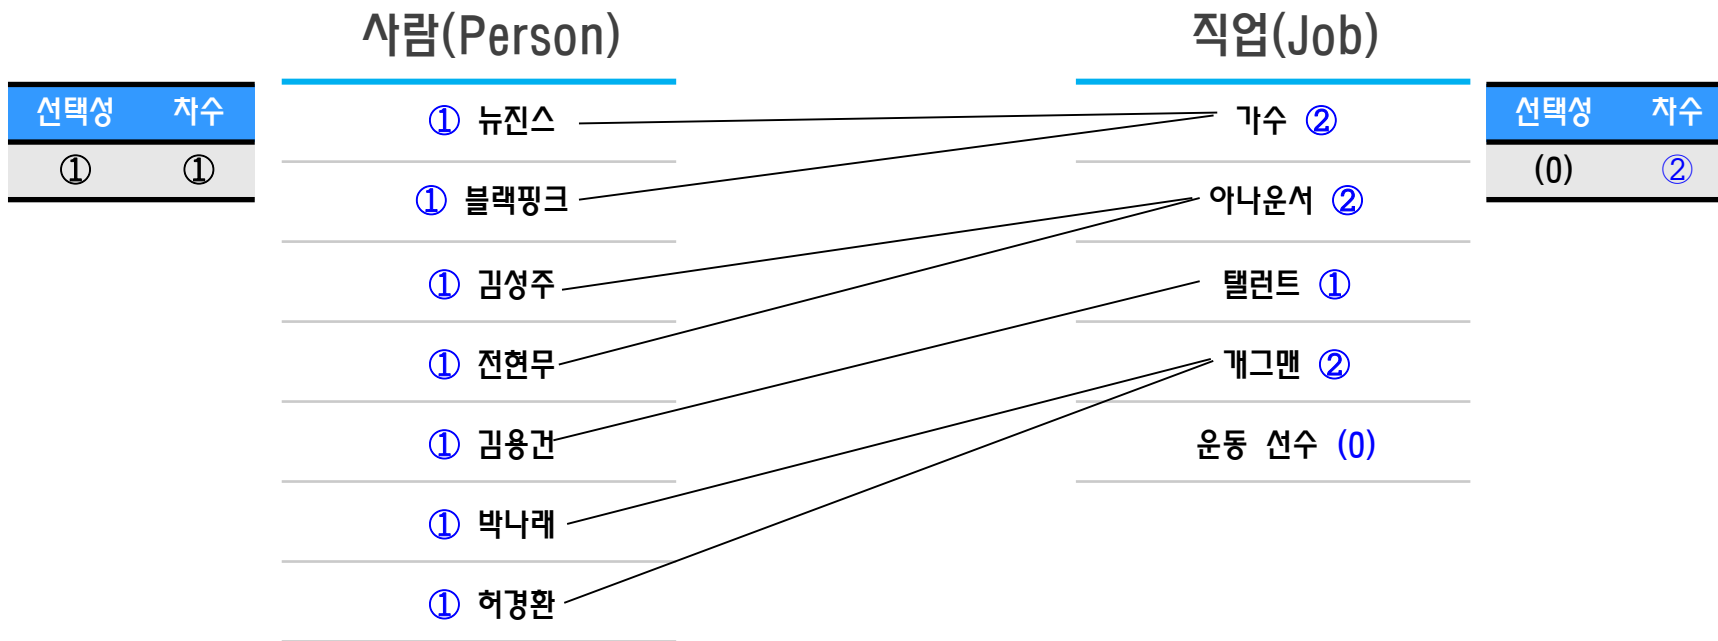 사람(Person) 직업(Job)
선택성 차수
① ①
① 뉴진스
① 블랙핑크
① 김성주
① 전현무
① 김용건
① 박나래
① 허경환
가수 ②
아나운서 ②
탤런트 ①
개그맨 ②
운동 선수 (0)
선택성 차수
(0) ②